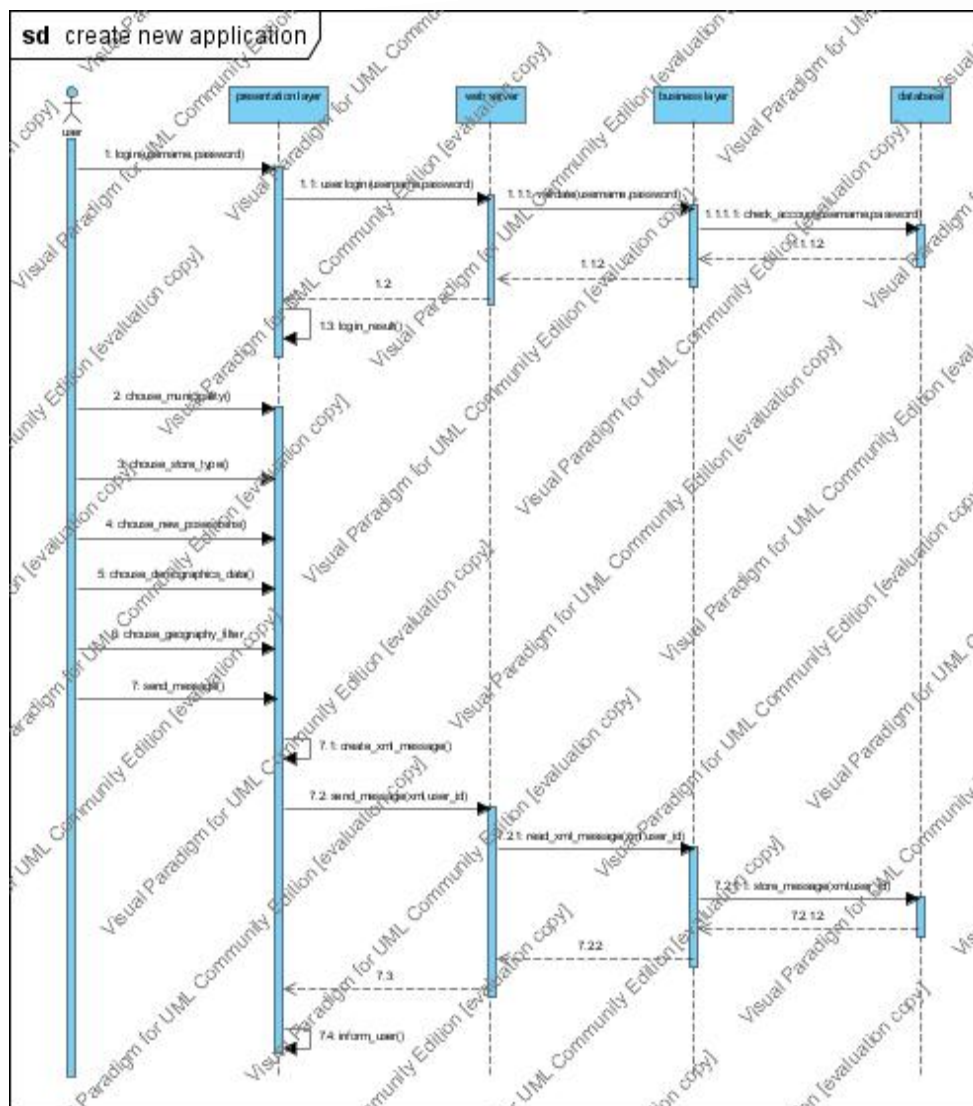 sd create new application
user
presentation layer
web server
business layer
database
1: login(username,password)
1.1: user.login(username,password)
1.1.1: validate(username,password)
1.1.1.1: check_account(username,password)
1.1.1.2
1.1.2
1.2
1.3: login_result()
2: chouse_municipality()
3: chouse_store_type()
4: chouse_new_pos
5: chouse_demographics_data()
6: chouse_geography_filter
7: send_message()
7.1: create_xml_message()
7.2: send_message(xml,user_id)
7.2.1: read_xml_message(xml,user_id)
7.2.1.1: store_message(xml,user_id)
7.2.1.2
7.2.2
7.3
7.4: inform_user()
Visual Paradigm for UML Community Edition [evaluation copy]